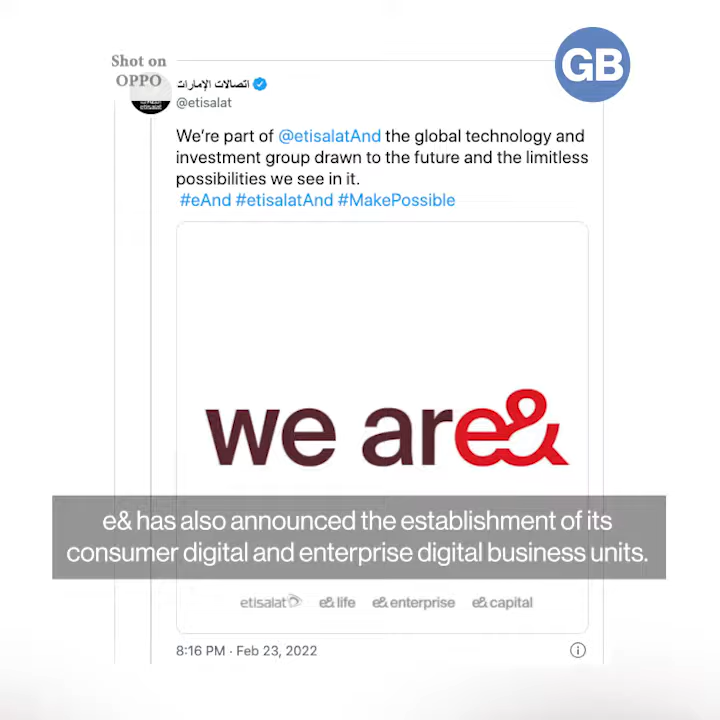 Shot on
OPPO
GB
اتصالات الإمارات
@etisalat
We're part of @etisalatAnd the global technology and
investment group drawn to the future and the limitless
possibilities we see in it.
#eAnd #etisalatAnd #MakePossible
we are&
e& has also announced the establishment of its
consumer digital and enterprise digital business units.
etisalat e& life e& enterprise e& capital
8:16 PM · Feb 23, 2022